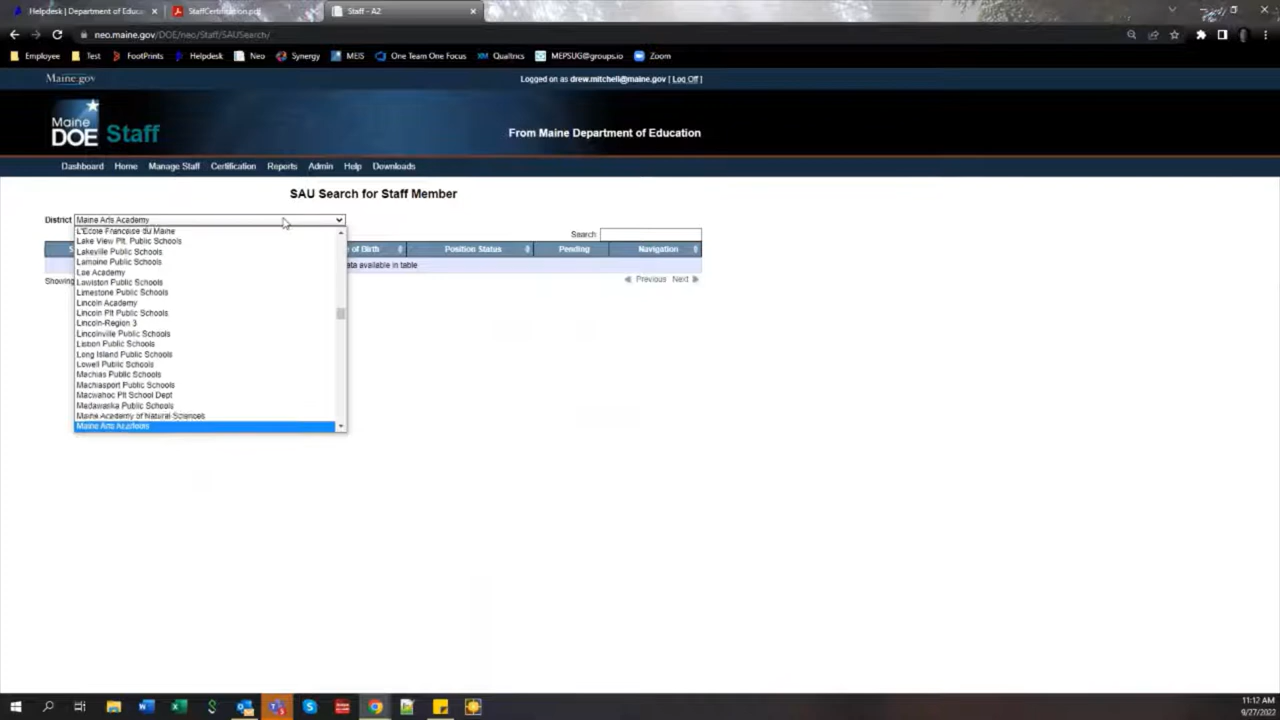 Helpdesk | Department of Educ
StaffCertification.pdf
Staff - A2
neo.maine.gov/DOE/neo/Staff/SAUSearch/
Employee Test FootPrints Helpdesk Neo Synergy MEIS One Team One Focus Qualtrics MEPSUG@groups.io Zoom
Maine.gov
Logged on as drew.mitchell@maine.gov [ Log Off ]
Maine DOE Staff
From Maine Department of Education
Dashboard Home Manage Staff Certification Reports Admin Help Downloads
SAU Search for Staff Member
District Maine Arts Academy
Search
of Birth Position Status Pending Navigation
ata available in table
Showing
Previous Next
L'Ecole Francaise du Maine
Lake View Plt. Public Schools
Lakeville Public Schools
Lamoine Public Schools
Lee Academy
Lewiston Public Schools
Limestone Public Schools
Lincoln Academy
Lincoln Plt Public Schools
Lincoln-Region 3
Lincolnville Public Schools
Lisbon Public Schools
Long Island Public Schools
Lowell Public Schools
Machias Public Schools
Machiasport Public Schools
Macwahoc Plt School Dept
Madawaska Public Schools
Maine Academy of Natural Sciences
Maine Arts Academy
11:12 AM
9/27/2022